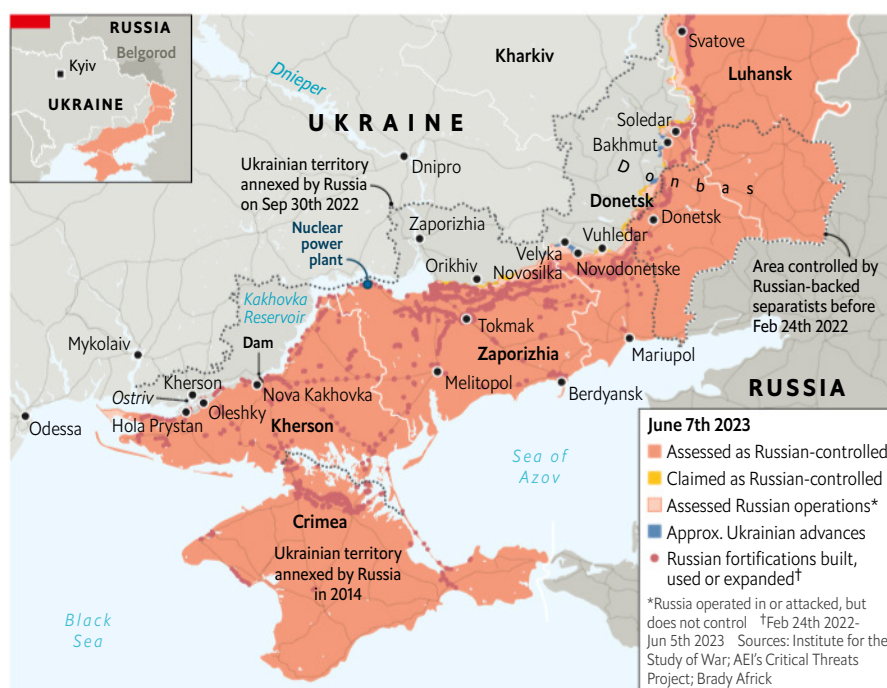 RUSSIA
Belgorod
Kyiv
UKRAINE
Dnieper
Kharkiv
Svatove
Luhansk
UKRAINE
Soledar
Bakhmut
Donbas
Dnipro
Ukrainian territory
annexed by Russia
on Sep 30th 2022
Donetsk
Donetsk
Zaporizhia
Nuclear
power
plant
Vuhledar
Velyka
Novosilka
Novodonetske
Orikhiv
Area controlled by
Russian-backed
separatists before
Feb 24th 2022
Kakhovka
Reservoir
Tokmak
Mykolaiv
Dam
Zaporizhia
Mariupol
Melitopol
Berdyansk
RUSSIA
Kherson
Ostriv
Nova Kakhovka
Oleshky
Hola Prystan
Odessa
Kherson
Sea of
Azov
Crimea
Ukrainian territory
annexed by Russia
in 2014
Black
Sea
June 7th 2023
Assessed as Russian-controlled
Claimed as Russian-controlled
Assessed Russian operations*
Approx. Ukrainian advances
Russian fortifications built,
used or expanded†
*Russia operated in or attacked, but
does not control †Feb 24th 2022-
Jun 5th 2023 Sources: Institute for the
Study of War; AEI's Critical Threats
Project; Brady Africk